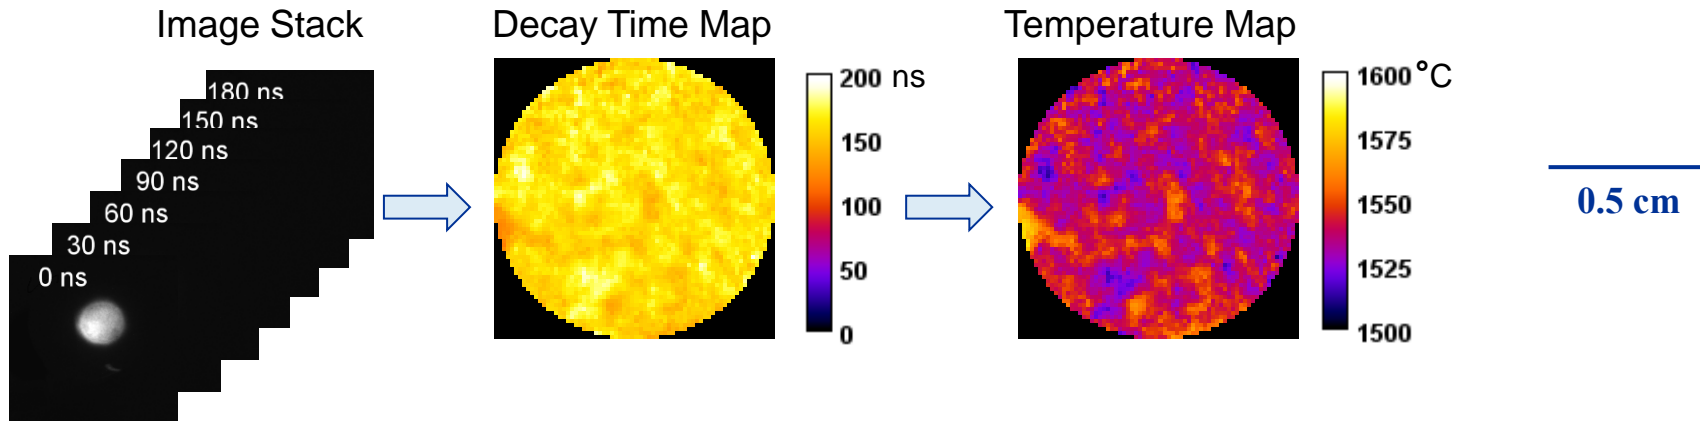 Image Stack
180 ns
150 ns
120 ns
90 ns
60 ns
30 ns
0 ns
Decay Time Map
200 ns
150
100
50
0
Temperature Map
1600 °C
1575
1550
1525
1500
0.5 cm